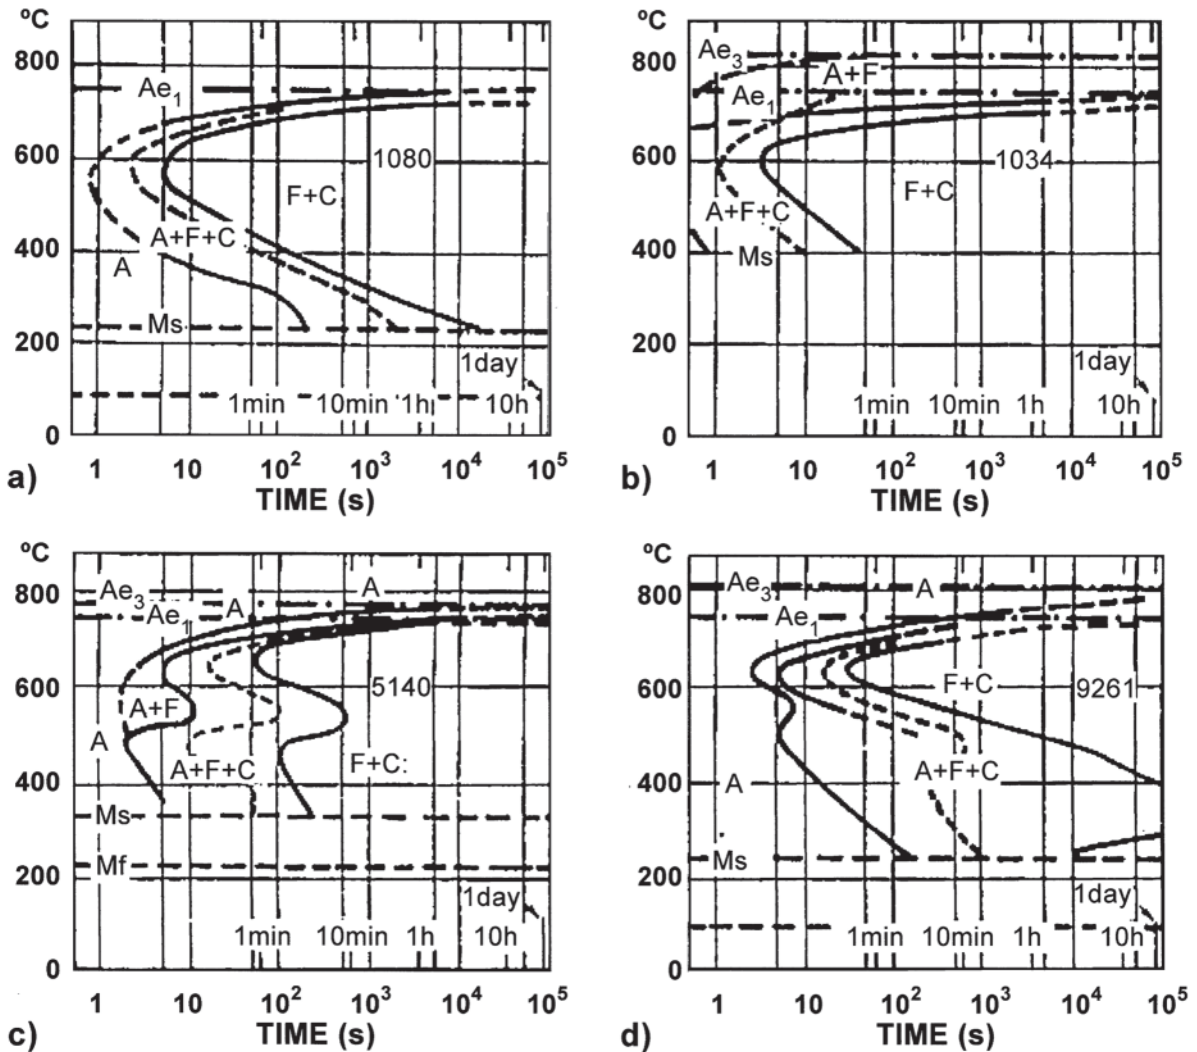 ºC
800
600
400
200
0
Ae₁
1080
F+C
A+F+C
A
Ms
1day
1min 10min 1h 10h
1 10 10² 10³ 10⁴ 10⁵
TIME (s)
a)
ºC
800
600
400
200
0
Ae₃
A+F
Ae₁
1034
F+C
A+F+C
Ms
1day
1min 10min 1h 10h
1 10 10² 10³ 10⁴ 10⁵
TIME (s)
b)
ºC
800
600
400
200
0
Ae₃ A A
Ae₁
5140
A+F
A
A+F+C F+C:
Ms
Mf
1day
1min 10min 1h 10h
1 10 10² 10³ 10⁴ 10⁵
TIME (s)
c)
ºC
800
600
400
200
0
Ae₃ A
Ae₁
F+C 9261
A A+F+C
Ms
1day
1min 10min 1h 10h
1 10 10² 10³ 10⁴ 10⁵
TIME (s)
d)